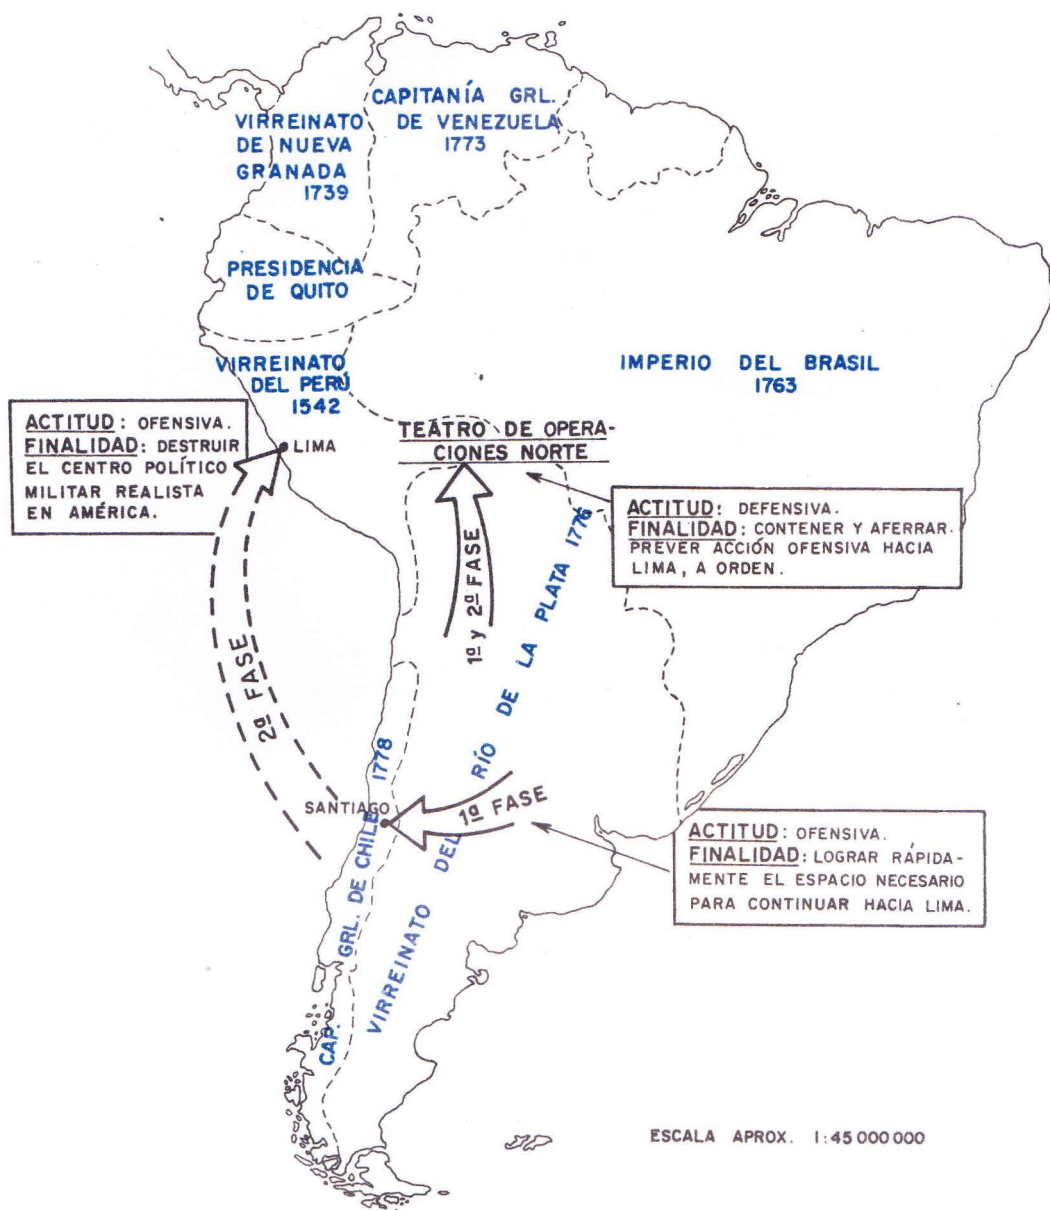 CAPITANÍA GRL.
DE VENEZUELA
1773
VIRREINATO
DE NUEVA
GRANADA
1739
PRESIDENCIA
DE QUITO
VIRREINATO
DEL PERÚ
1542
IMPERIO DEL BRASIL
1763
ACTITUD: OFENSIVA.
FINALIDAD: DESTRUIR
EL CENTRO POLÍTICO
MILITAR REALISTA
EN AMÉRICA.
LIMA
TEATRO DE OPERA-
CIONES NORTE
ACTITUD: DEFENSIVA.
FINALIDAD: CONTENER Y AFERRAR.
PREVER ACCIÓN OFENSIVA HACIA
LIMA, A ORDEN.
1ª y 2ª FASE
2ª FASE
VIRREINATO DEL RÍO DE LA PLATA 1776
CAP. GRL. DE CHILE 1778
SANTIAGO
1ª FASE
ACTITUD: OFENSIVA.
FINALIDAD: LOGRAR RÁPIDA-
MENTE EL ESPACIO NECESARIO
PARA CONTINUAR HACIA LIMA.
ESCALA APROX. 1:45 000 000